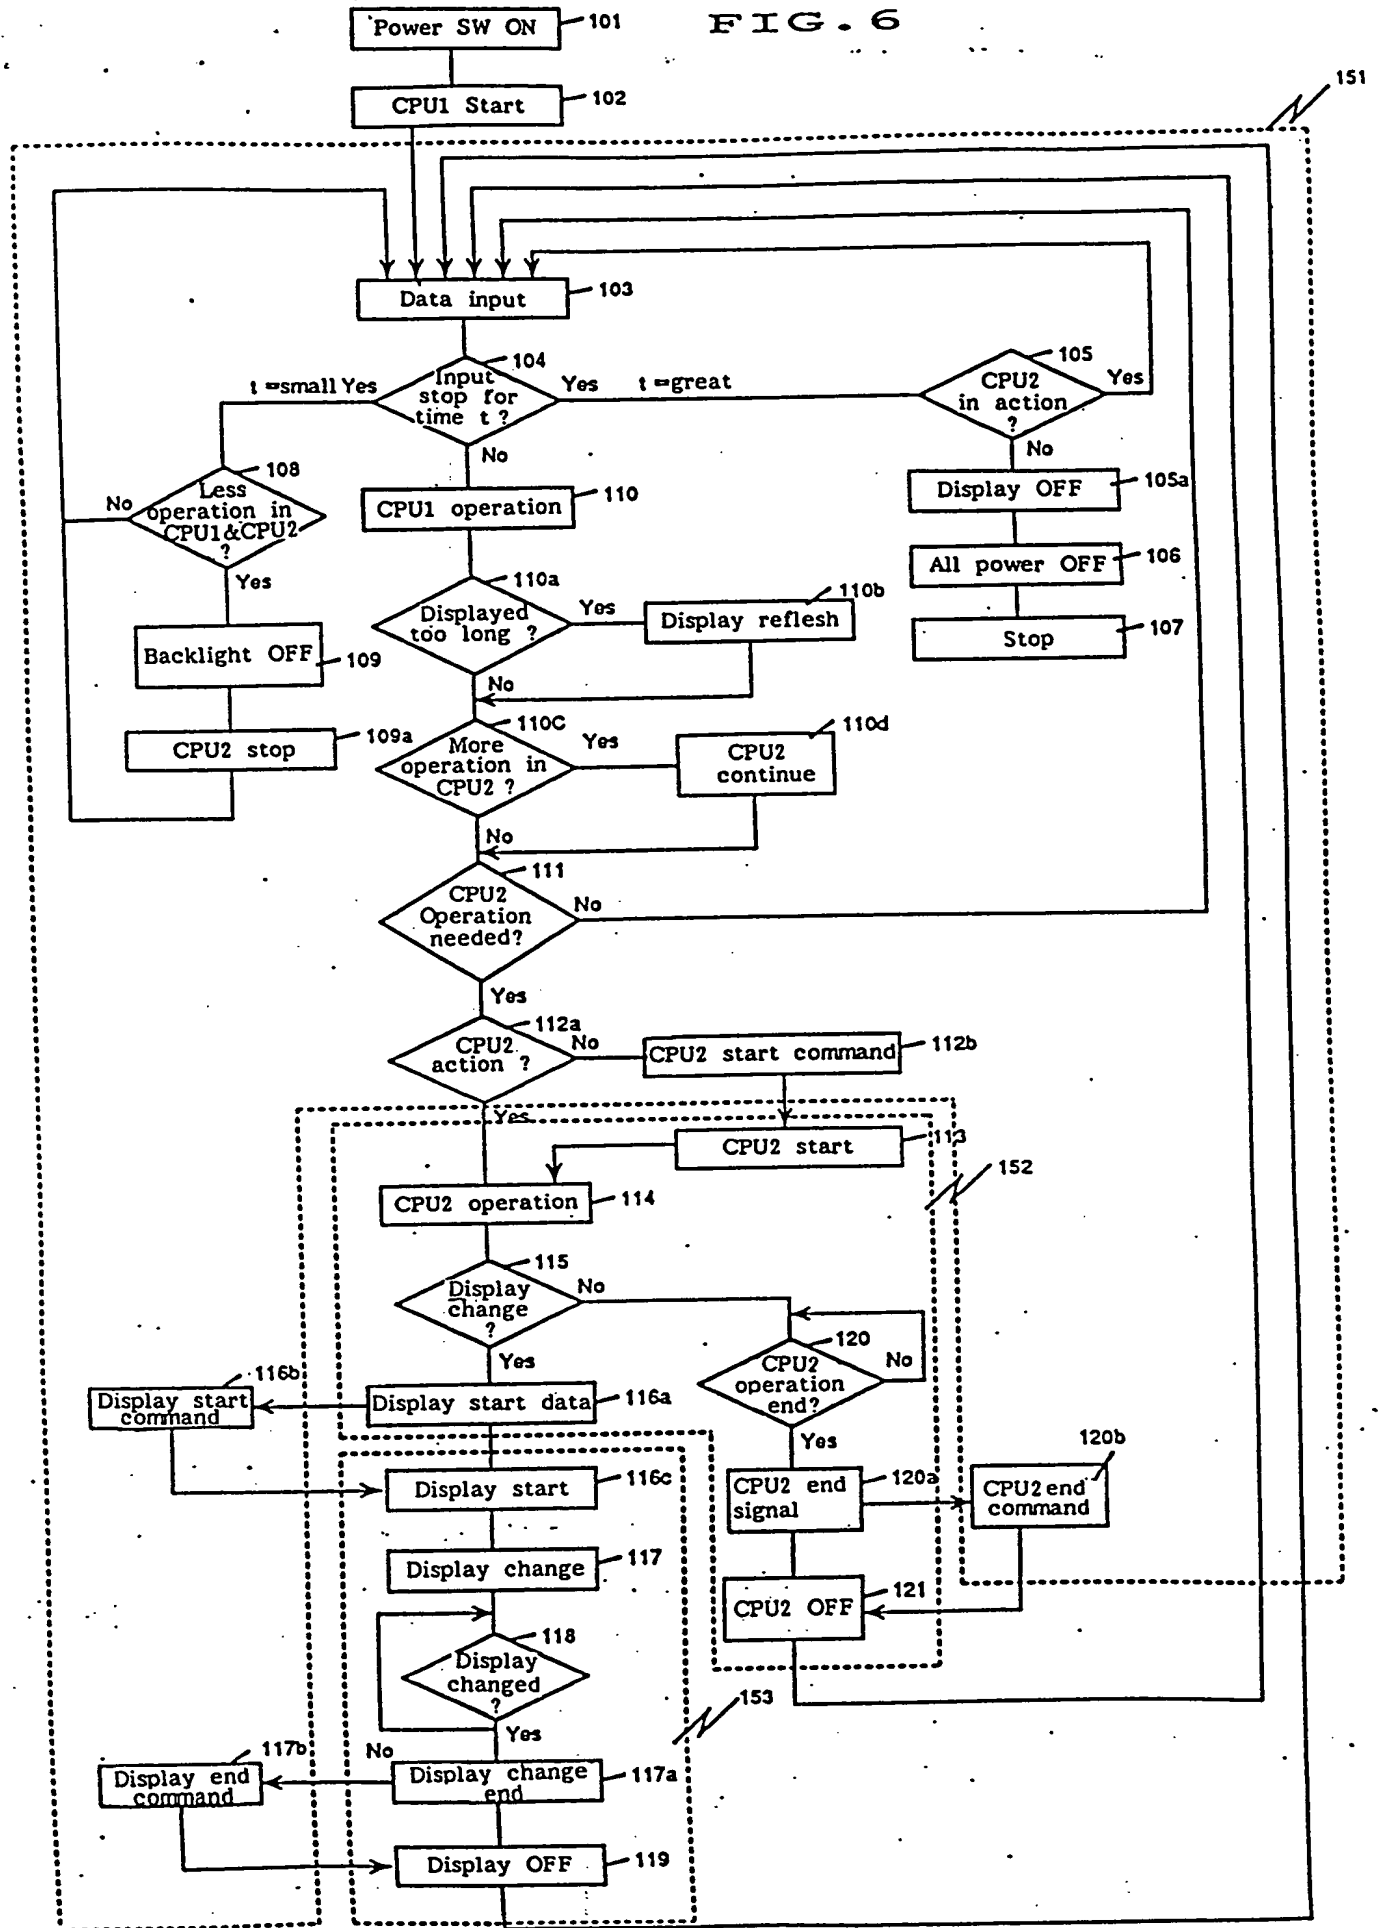 FIG. 6
Power SW ON
101
CPU1 Start
102
151
Data input
103
104
Input
stop for
time t ?
t =small Yes
Yes
t =great
No
105
CPU2
in action
?
Yes
No
Display OFF
105a
All power OFF
106
Stop
107
108
Less
operation in
CPU1&CPU2
?
No
Yes
Backlight OFF
109
CPU2 stop
109a
CPU1 operation
110
110a
Displayed
too long ?
Yes
No
110b
Display reflesh
110C
More
operation in
CPU2 ?
Yes
No
110d
CPU2
continue
111
CPU2
Operation
needed?
No
Yes
112a
CPU2
action ?
No
Yes
CPU2 start command
112b
CPU2 start
113
152
CPU2 operation
114
115
Display
change
?
No
Yes
120
CPU2
operation
end?
No
Yes
116b
Display start
command
Display start data
116a
Display start
116c
CPU2 end
signal
120a
120b
CPU2 end
command
Display change
117
CPU2 OFF
121
118
Display
changed
?
Yes
No
153
117b
Display end
command
Display change
end
117a
Display OFF
119